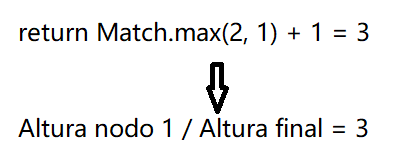 return Match.max(2, 1) + 1 = 3
Altura nodo 1 / Altura final = 3